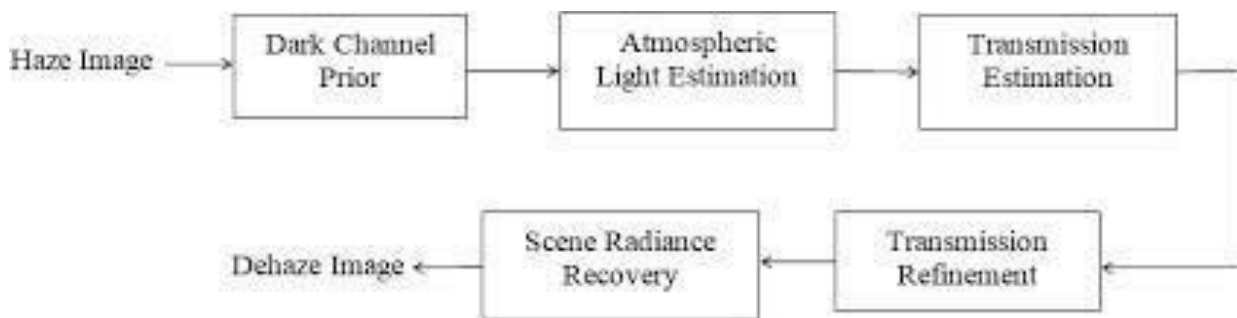 Haze Image
Dark Channel
Prior
Atmospheric
Light Estimation
Transmission
Estimation
Transmission
Refinement
Scene Radiance
Recovery
Dehaze Image